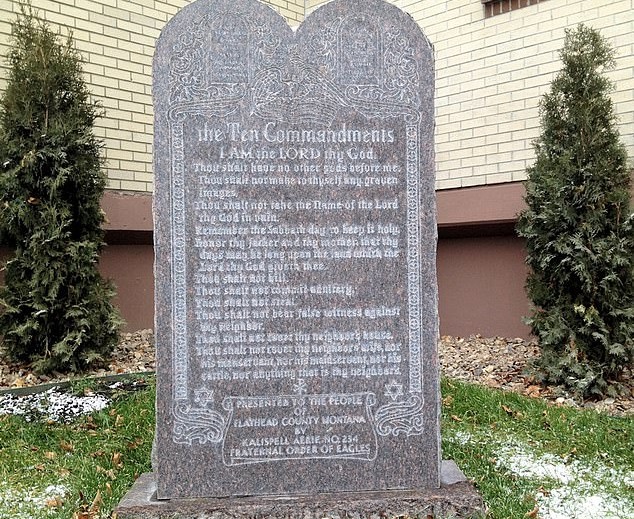 the Ten Commandments
I AM the LORD thy God.
Thou shalt have no other gods before me.
Thou shalt not make to thyself any graven
images.
Thou shalt not take the Name of the Lord
thy God in vain.
Remember the Sabbath day to keep it holy.
Honor thy father and thy mother that thy
days may be long upon the land which the
Lord thy God giveth thee.
Thou shalt not kill.
Thou shalt not commit adultery.
Thou shalt not steal.
Thou shalt not bear false witness against
thy neighbor.
Thou shalt not covet thy neighbor's house.
Thou shalt not covet thy neighbor's wife, nor
his manservant, nor his maidservant, nor his
cattle, nor anything that is thy neighbor's.
PRESENTED TO THE PEOPLE
OF
FLATHEAD COUNTY MONTANA
BY
KALISPELL AERIE NO. 234
FRATERNAL ORDER OF EAGLES